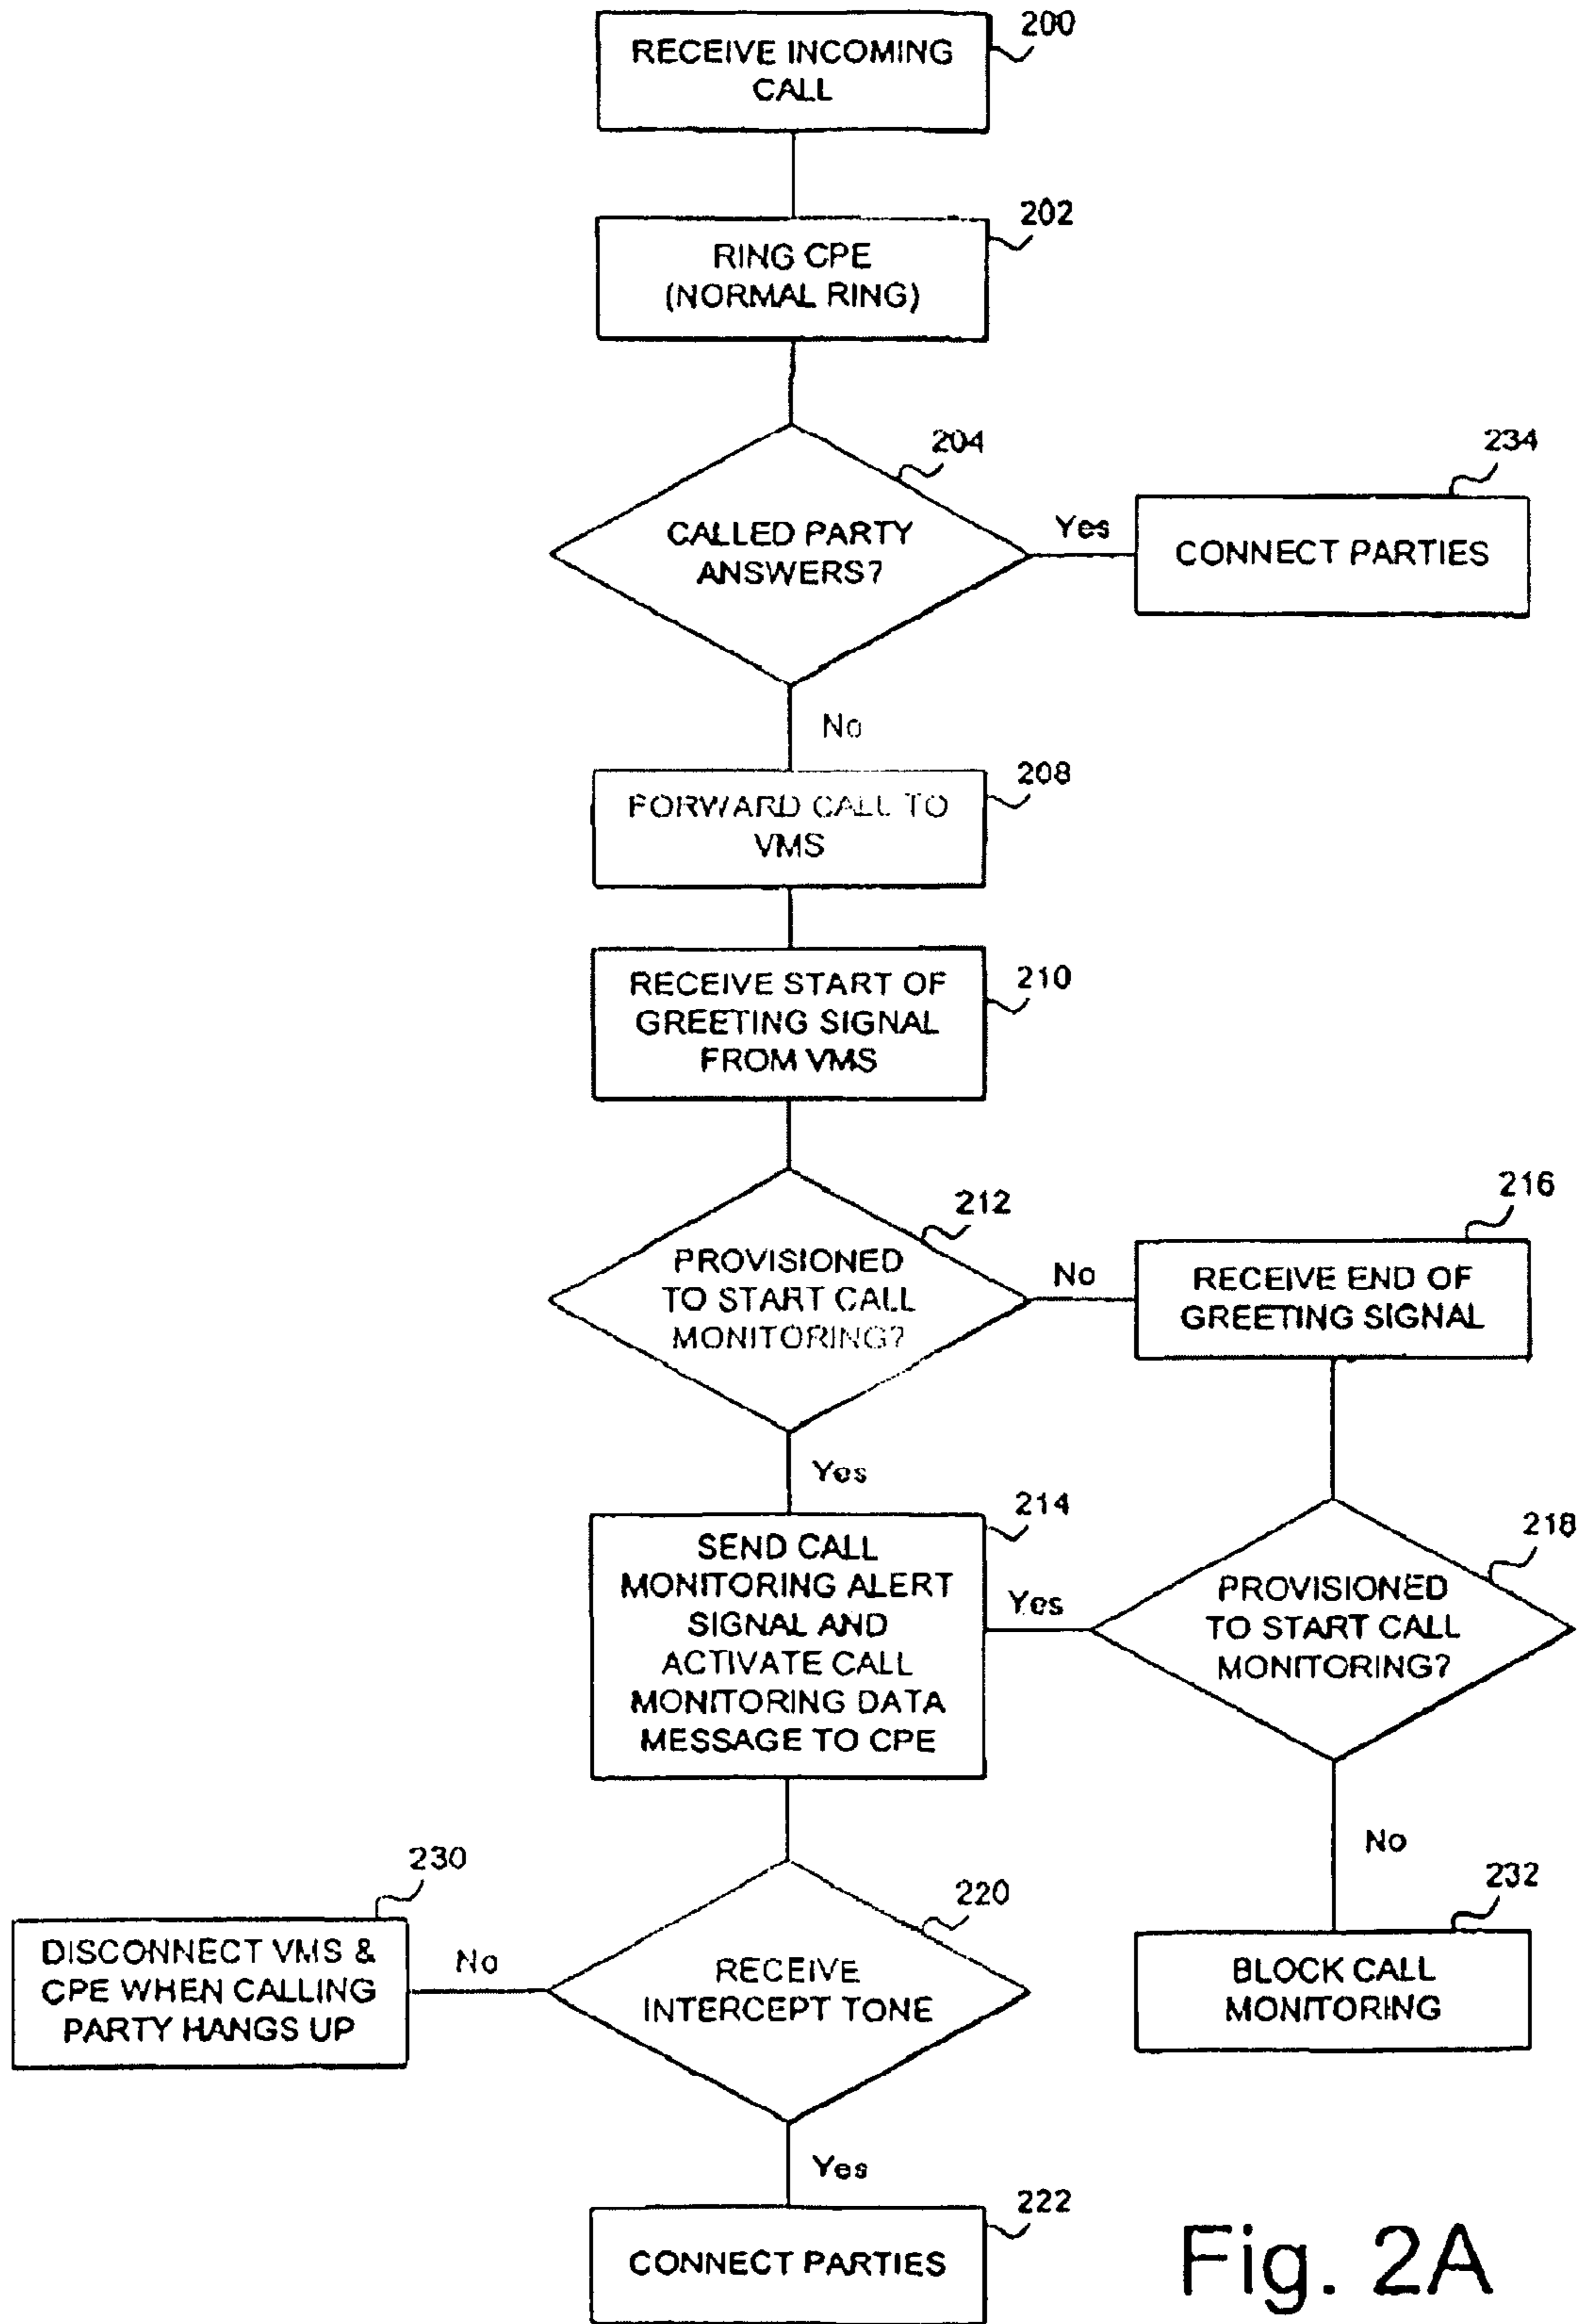 200
RECEIVE INCOMING
CALL
202
RING CPE
(NORMAL RING)
204
CALLED PARTY
ANSWERS?
Yes
234
CONNECT PARTIES
No
208
FORWARD CALL TO
VMS
210
RECEIVE START OF
GREETING SIGNAL
FROM VMS
212
PROVISIONED
TO START CALL
MONITORING?
No
216
RECEIVE END OF
GREETING SIGNAL
Yes
214
SEND CALL
MONITORING ALERT
SIGNAL AND
ACTIVATE CALL
MONITORING DATA
MESSAGE TO CPE
Yes
218
PROVISIONED
TO START CALL
MONITORING?
No
232
BLOCK CALL
MONITORING
230
DISCONNECT VMS &
CPE WHEN CALLING
PARTY HANGS UP
No
220
RECEIVE
INTERCEPT TONE
Yes
222
CONNECT PARTIES
Fig. 2A